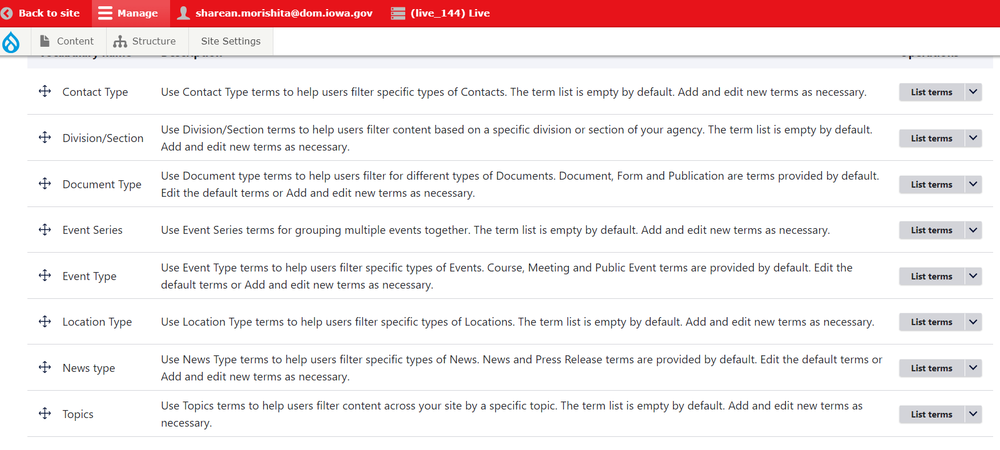 Back to site Manage sharean.morishita@dom.iowa.gov (live_144) Live
Content Structure Site Settings
Vocabulary name Description Operations
Contact Type Use Contact Type terms to help users filter specific types of Contacts. The term list is empty by default. Add and edit new terms as necessary. List terms
Division/Section Use Division/Section terms to help users filter content based on a specific division or section of your agency. The term list is empty by default.
Add and edit new terms as necessary. List terms
Document Type Use Document type terms to help users filter for different types of Documents. Document, Form and Publication are terms provided by default.
Edit the default terms or Add and edit new terms as necessary. List terms
Event Series Use Event Series terms for grouping multiple events together. The term list is empty by default. Add and edit new terms as necessary. List terms
Event Type Use Event Type terms to help users filter specific types of Events. Course, Meeting and Public Event terms are provided by default. Edit the
default terms or Add and edit new terms as necessary. List terms
Location Type Use Location Type terms to help users filter specific types of Locations. The term list is empty by default. Add and edit new terms as necessary. List terms
News type Use News Type terms to help users filter specific types of News. News and Press Release terms are provided by default. Edit the default terms or
Add and edit new terms as necessary. List terms
Topics Use Topics terms to help users filter content across your site by a specific topic. The term list is empty by default. Add and edit new terms as
necessary. List terms